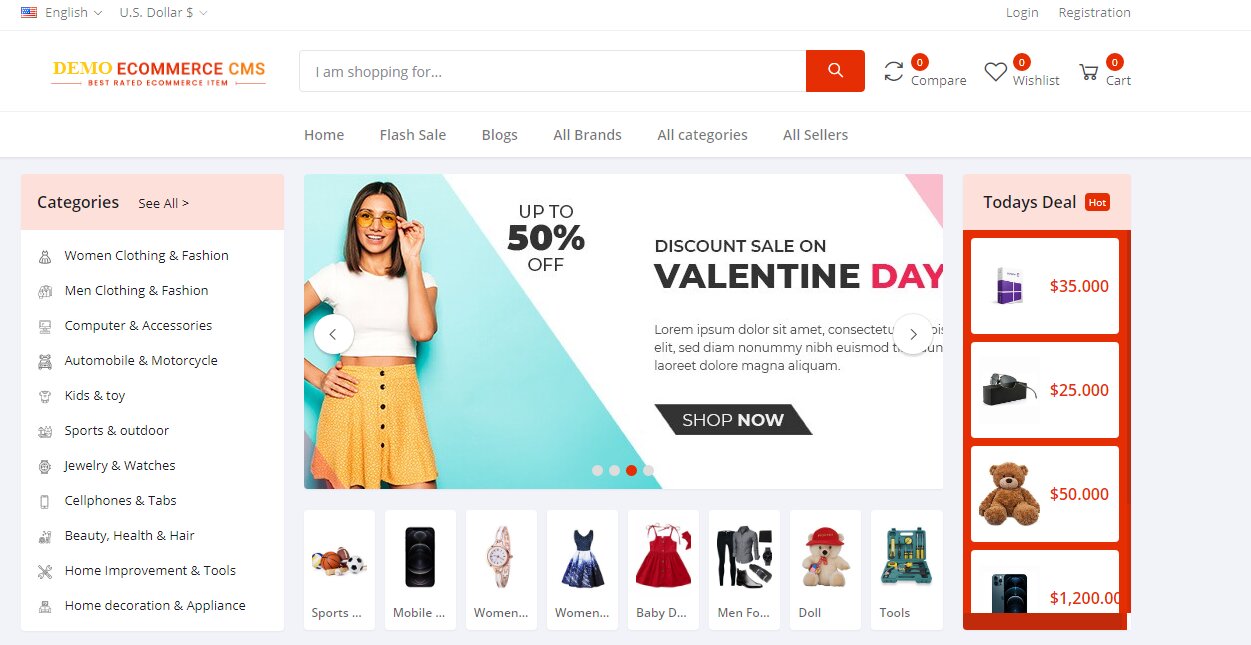 English
U.S. Dollar $
Login
Registration
DEMO ECOMMERCE CMS
BEST RATED ECOMMERCE ITEM
I am shopping for...
0
Compare
0
Wishlist
0
Cart
Home
Flash Sale
Blogs
All Brands
All categories
All Sellers
Categories
See All >
Women Clothing & Fashion
Men Clothing & Fashion
Computer & Accessories
Automobile & Motorcycle
Kids & toy
Sports & outdoor
Jewelry & Watches
Cellphones & Tabs
Beauty, Health & Hair
Home Improvement & Tools
Home decoration & Appliance
UP TO
50%
OFF
DISCOUNT SALE ON
VALENTINE DAY
Lorem ipsum dolor sit amet,
elit, sed diam nonummy nibh euismod
laoreet dolore magna aliquam.
SHOP NOW
Sports ...
Mobile ...
Women...
Women...
Baby D...
Men Fo...
Doll
Tools
Todays Deal
Hot
$35.000
$25.000
$50.000
$1,200.00